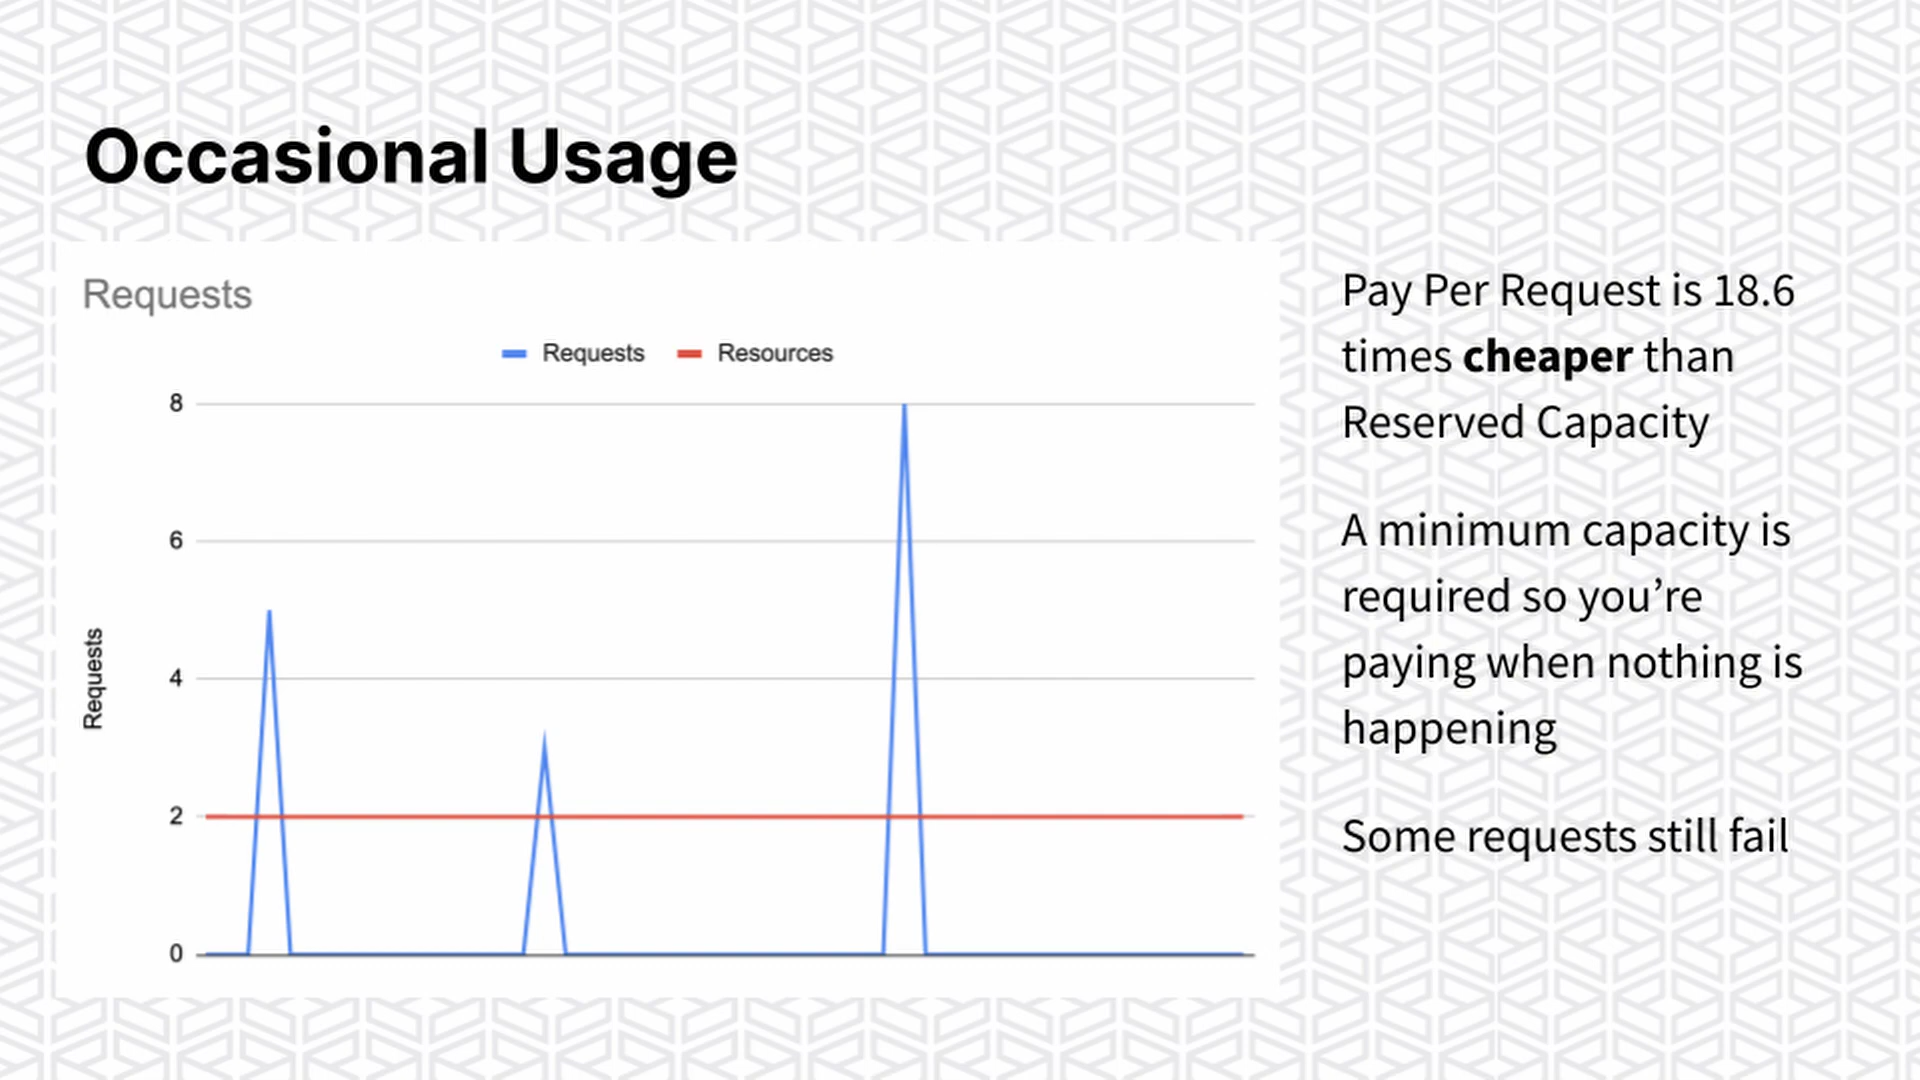 Occasional Usage
Requests
Requests Resources
8
6
4
2
0
Requests
Pay Per Request is 18.6
times cheaper than
Reserved Capacity
A minimum capacity is
required so you’re
paying when nothing is
happening
Some requests still fail